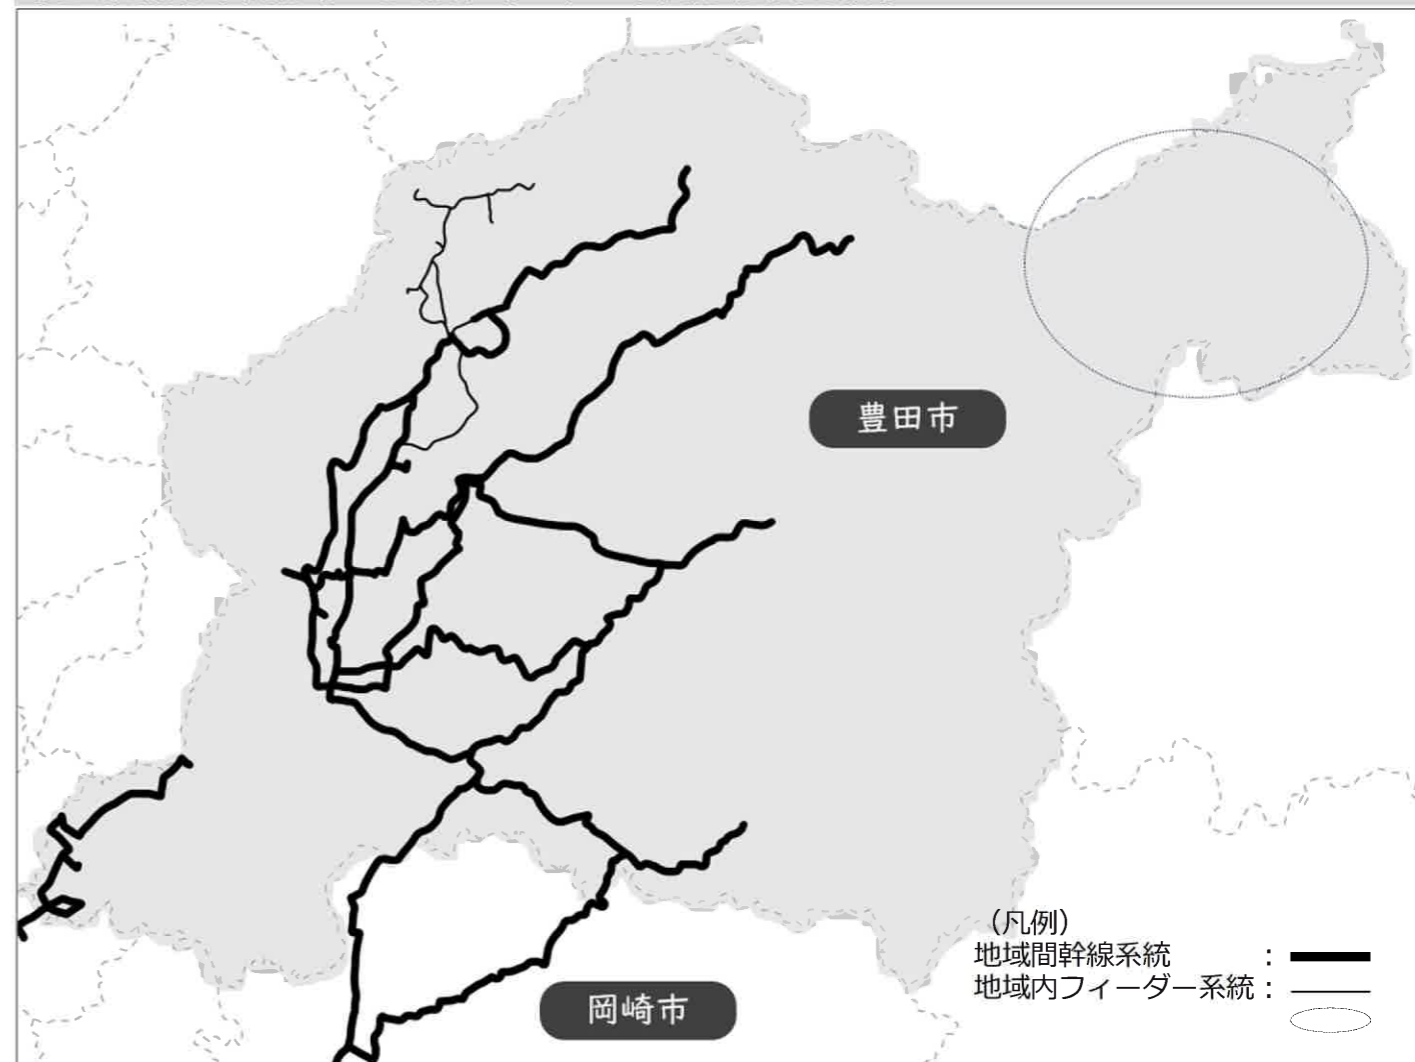 豊田市
(凡例)
地域間幹線系統 :
地域内フィーダー系統 :
岡崎市